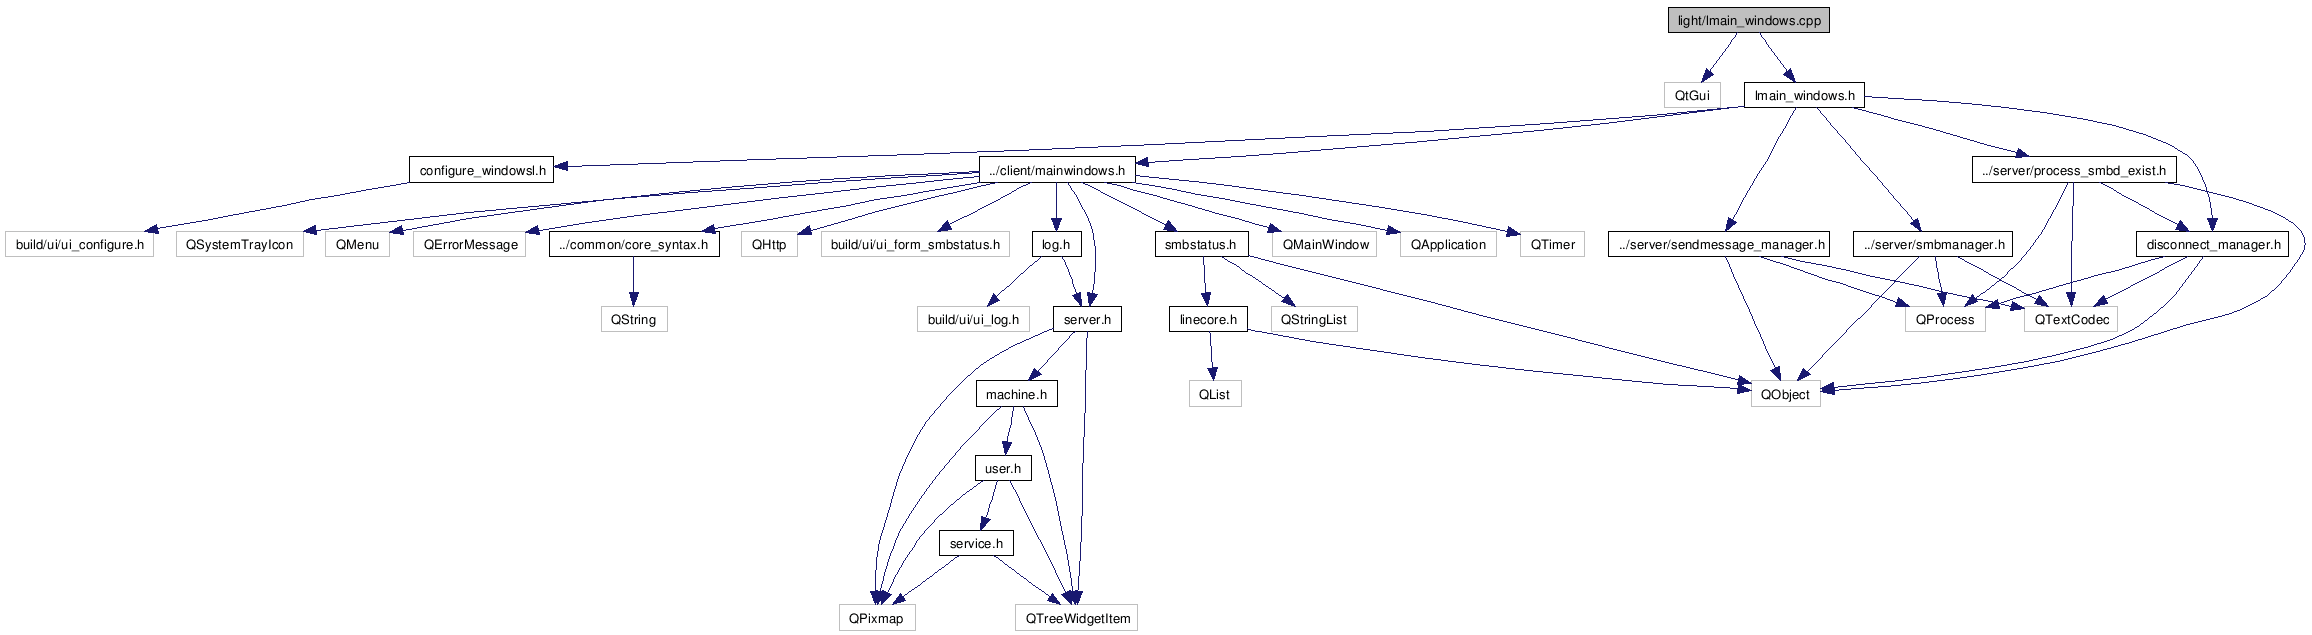 light/lmain_windows.cpp
QtGui
lmain_windows.h
configure_windowsl.h
../client/mainwindows.h
../server/process_smbd_exist.h
build/ui/ui_configure.h
QSystemTrayIcon
QMenu
QErrorMessage
../common/core_syntax.h
QHttp
build/ui/ui_form_smbstatus.h
log.h
smbstatus.h
QMainWindow
QApplication
QTimer
../server/sendmessage_manager.h
../server/smbmanager.h
disconnect_manager.h
QString
build/ui/ui_log.h
server.h
linecore.h
QStringList
QProcess
QTextCodec
machine.h
QList
QObject
user.h
service.h
QPixmap
QTreeWidgetItem